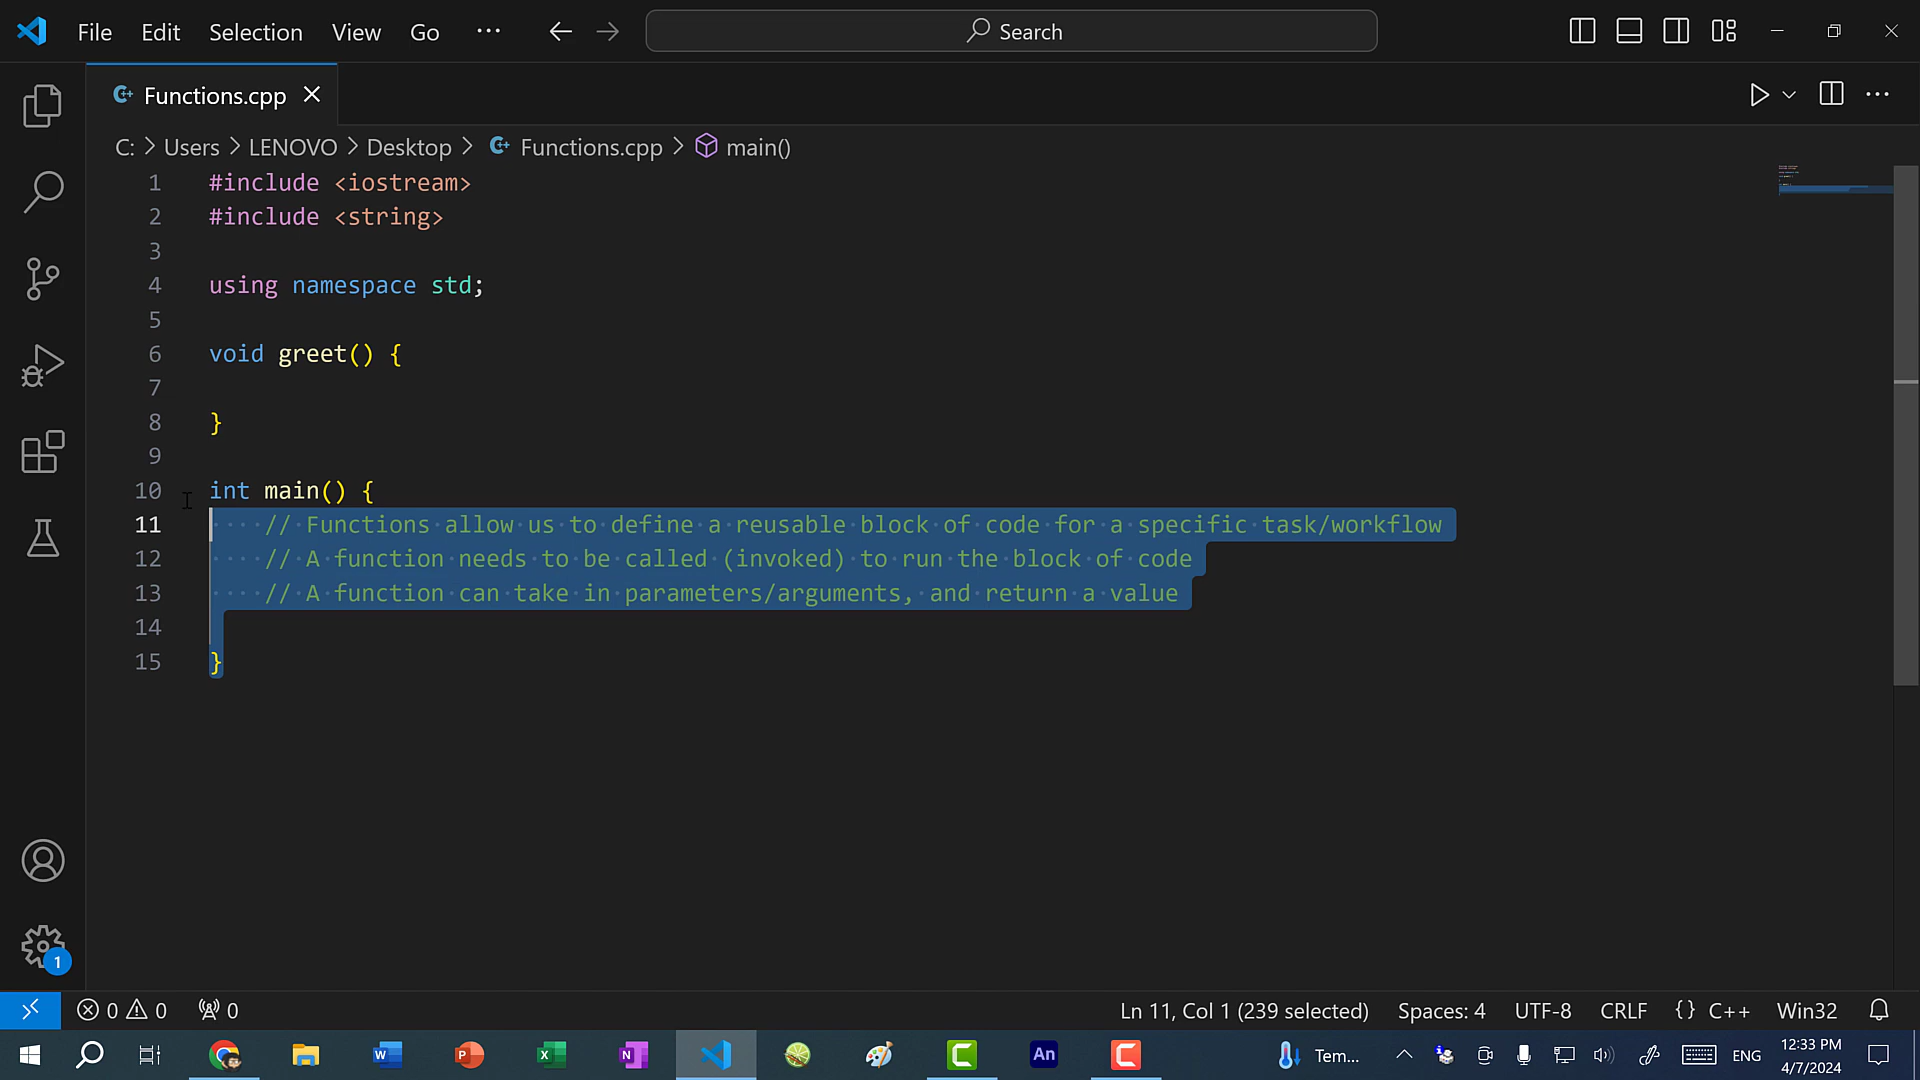 File Edit Selection View Go ... Search
Functions.cpp
C: > Users > LENOVO > Desktop > Functions.cpp > main()
1 #include <iostream>
2 #include <string>
3
4 using namespace std;
5
6 void greet() {
7
8 }
9
10 int main() {
11 // Functions allow us to define a reusable block of code for a specific task/workflow
12 // A function needs to be called (invoked) to run the block of code
13 // A function can take in parameters/arguments, and return a value
14
15 }
1
0 0 0 Ln 11, Col 1 (239 selected) Spaces: 4 UTF-8 CRLF {} C++ Win32
Tem... ENG 12:33 PM
4/7/2024
W P X N An C